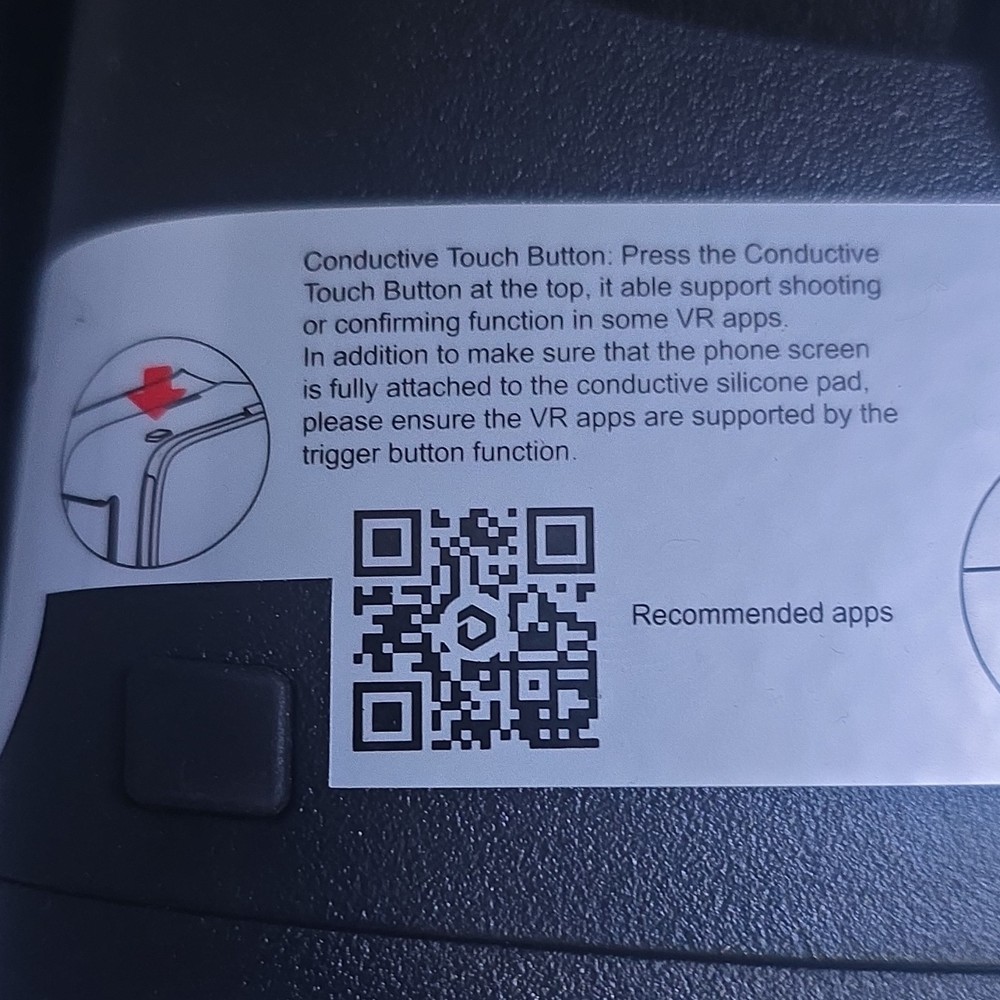 Conductive Touch Button: Press the Conductive
Touch Button at the top, it able support shooting
or confirming function in some VR apps.
In addition to make sure that the phone screen
is fully attached to the conductive silicone pad,
please ensure the VR apps are supported by the
trigger button function.
Recommended apps